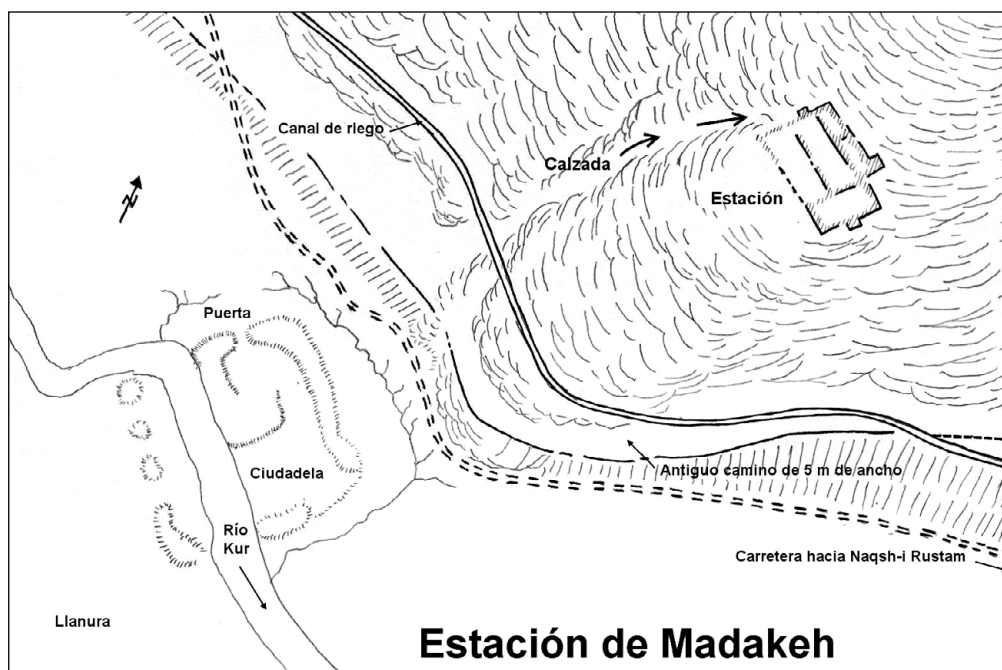 Canal de riego
Calzada
Estación
N
Puerta
Ciudadela
Antiguo camino de 5 m de ancho
Río
Kur
Carretera hacia Naqsh-i Rustam
Llanura
Estación de Madakeh